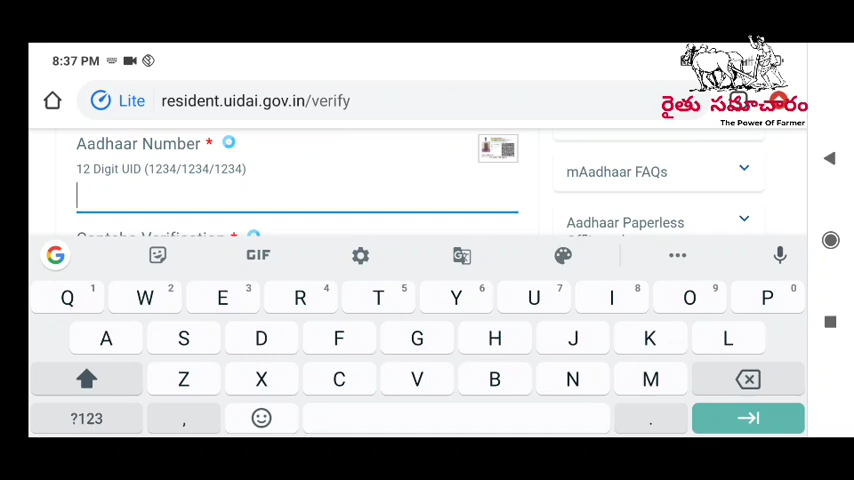 8:37 PM
Lite resident.uidai.gov.in/verify
రైతు సమాచారం
The Power Of Farmer
Aadhaar Number *
12 Digit UID (1234/1234/1234)
mAadhaar FAQs
Aadhaar Paperless
GIF
G
Q 1 W 2 E 3 R 4 T 5 Y 6 U 7 I 8 O 9 P 0
A S D F G H J K L
Z X C V B N M
?123 , .